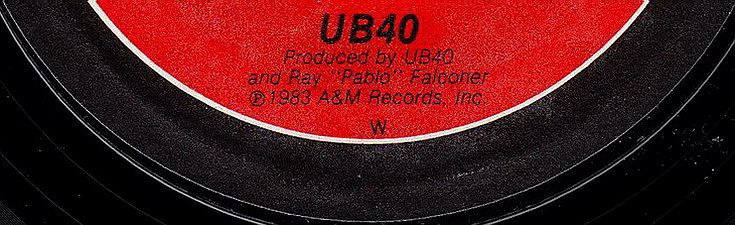 UB40
Produced by UB40
and Ray "Pablo" Falconer
℗1983 A&M Records, Inc.
W